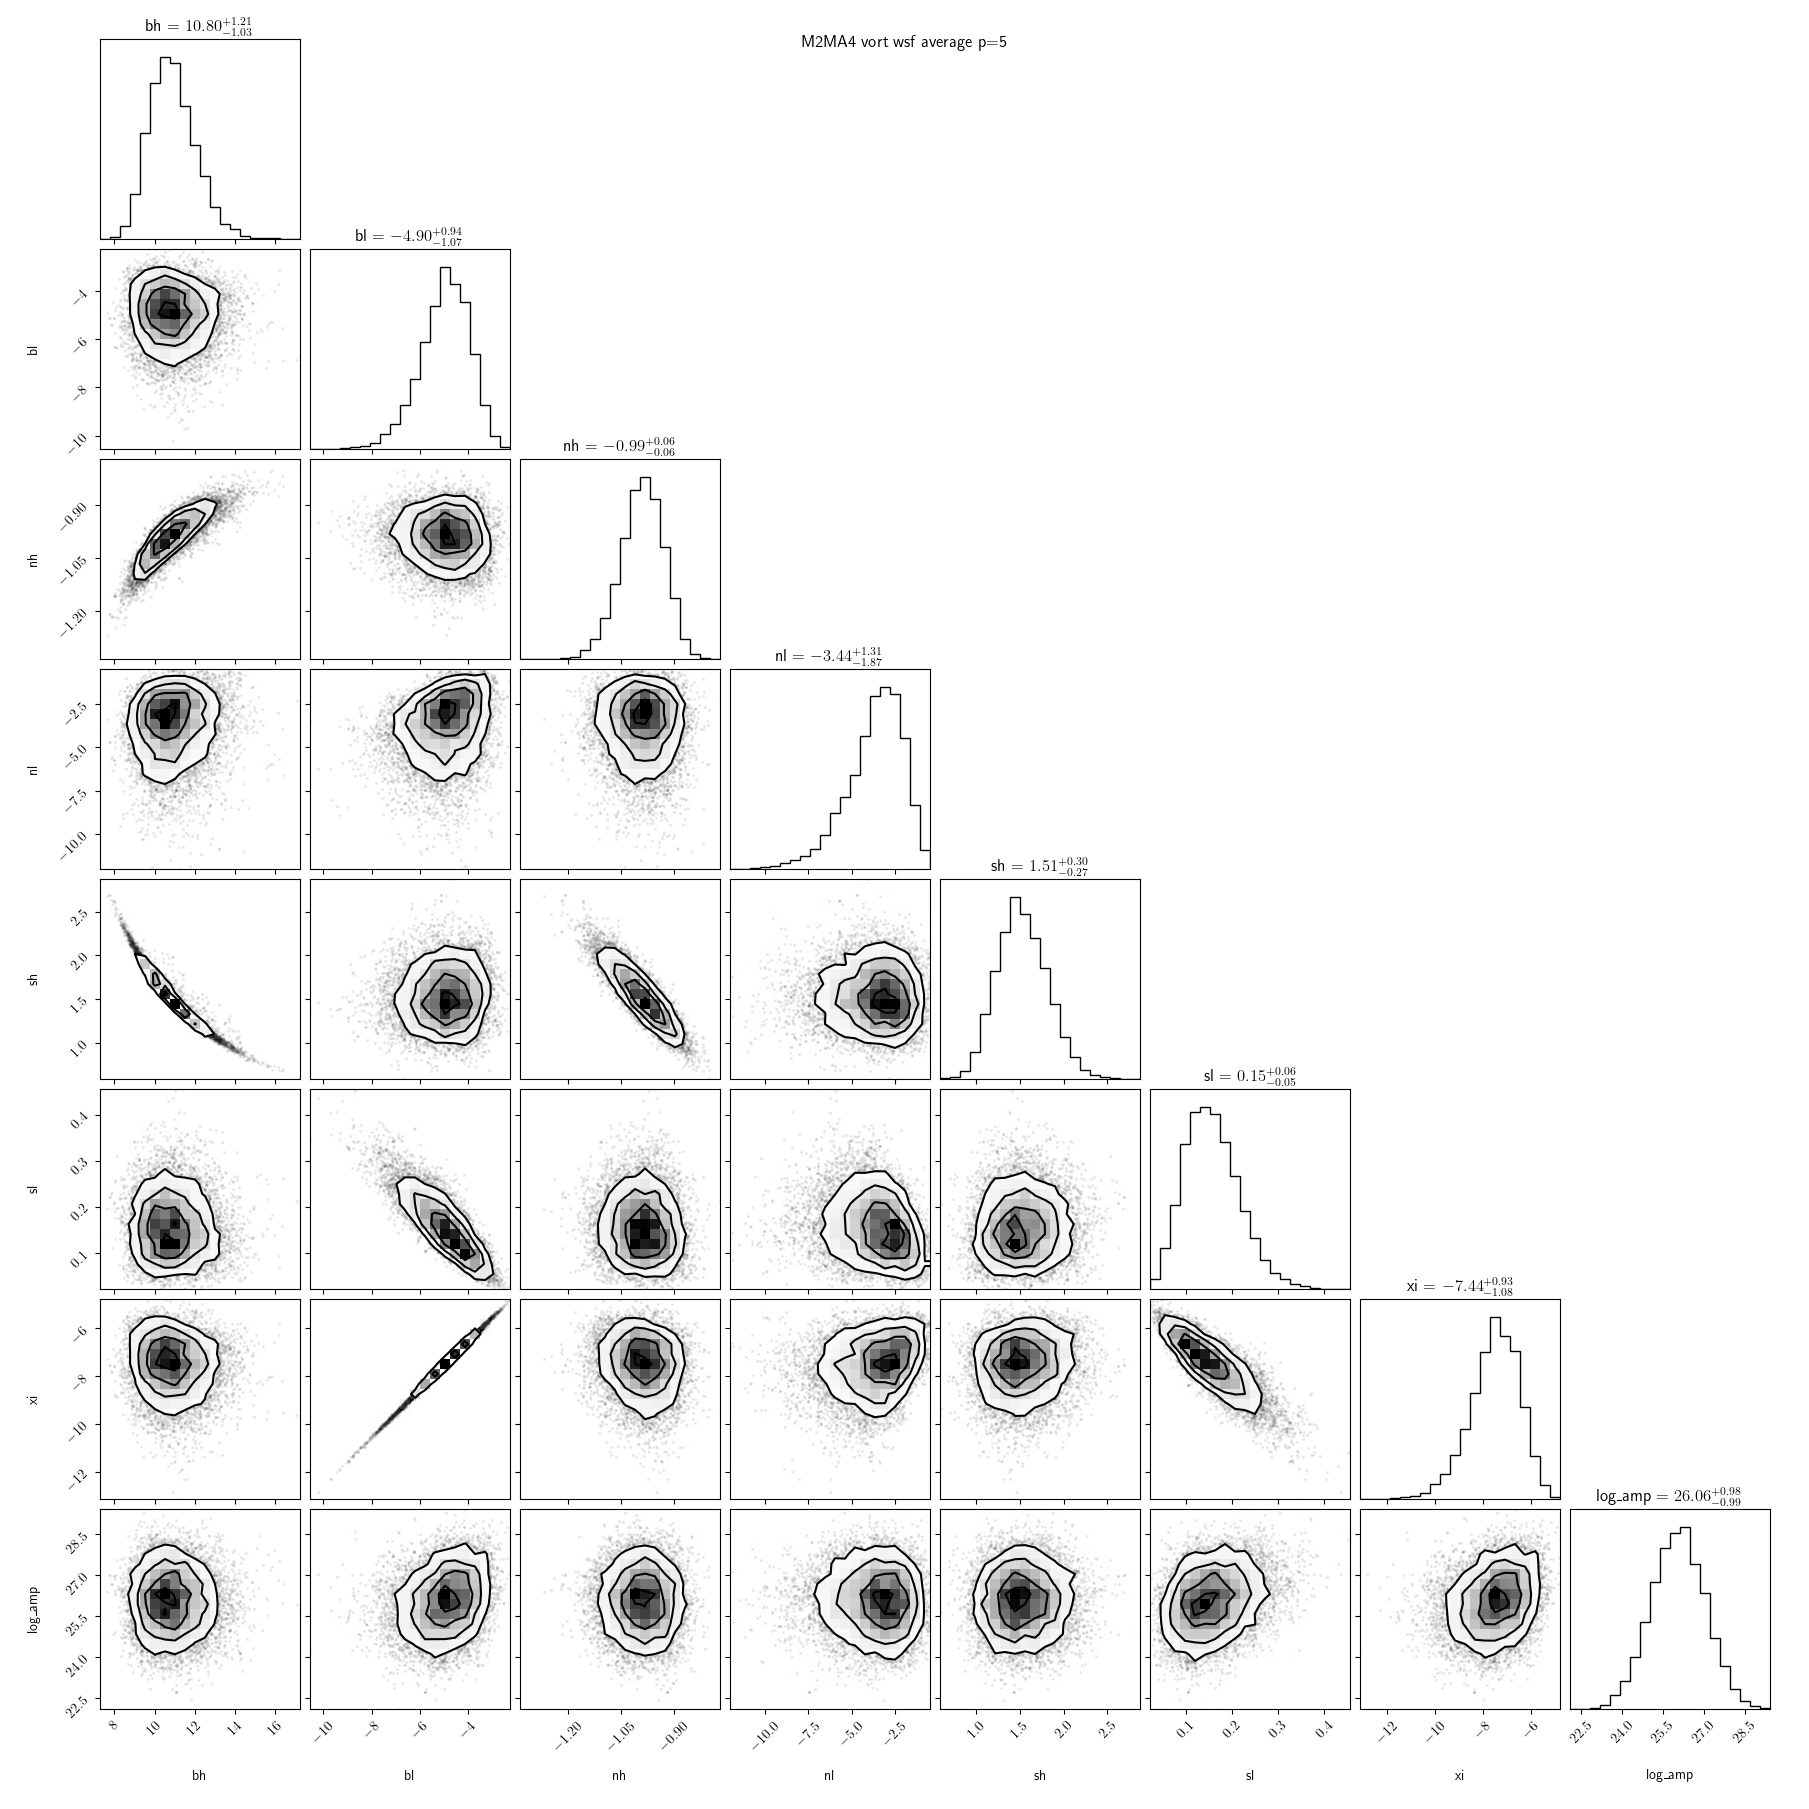 M2MA4 vort wsf average p=5
bh = 10.80+1.21−1.03
bl = −4.90+0.94−1.07
−4
−6
−8
−10
bl
nh = −0.99+0.06−0.06
−0.90
−1.05
−1.20
nh
nl = −3.44+1.31−1.87
−2.5
−5.0
−7.5
−10.0
nl
sh = 1.51+0.30−0.27
2.5
2.0
1.5
1.0
sh
sl = 0.15+0.06−0.05
0.4
0.3
0.2
0.1
sl
xi = −7.44+0.93−1.08
−6
−8
−10
−12
xi
log_amp = 26.06+0.98−0.99
28.5
27.0
25.5
24.0
22.5
log_amp
8 10 12 14 16 −10 −8 −6 −4 −1.20 −1.05 −0.90 −10.0 −7.5 −5.0 −2.5 1.0 1.5 2.0 2.5 0.1 0.2 0.3 0.4 −12 −10 −8 −6 22.5 24.0 25.5 27.0 28.5
bh bl nh nl sh sl xi log_amp